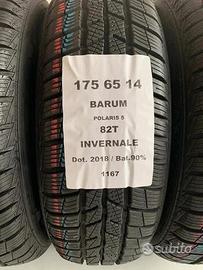 175 65 14
BARUM
POLARIS 5
82T
INVERNALE
Dot. 2018 / Bat.90%
1167
Subito